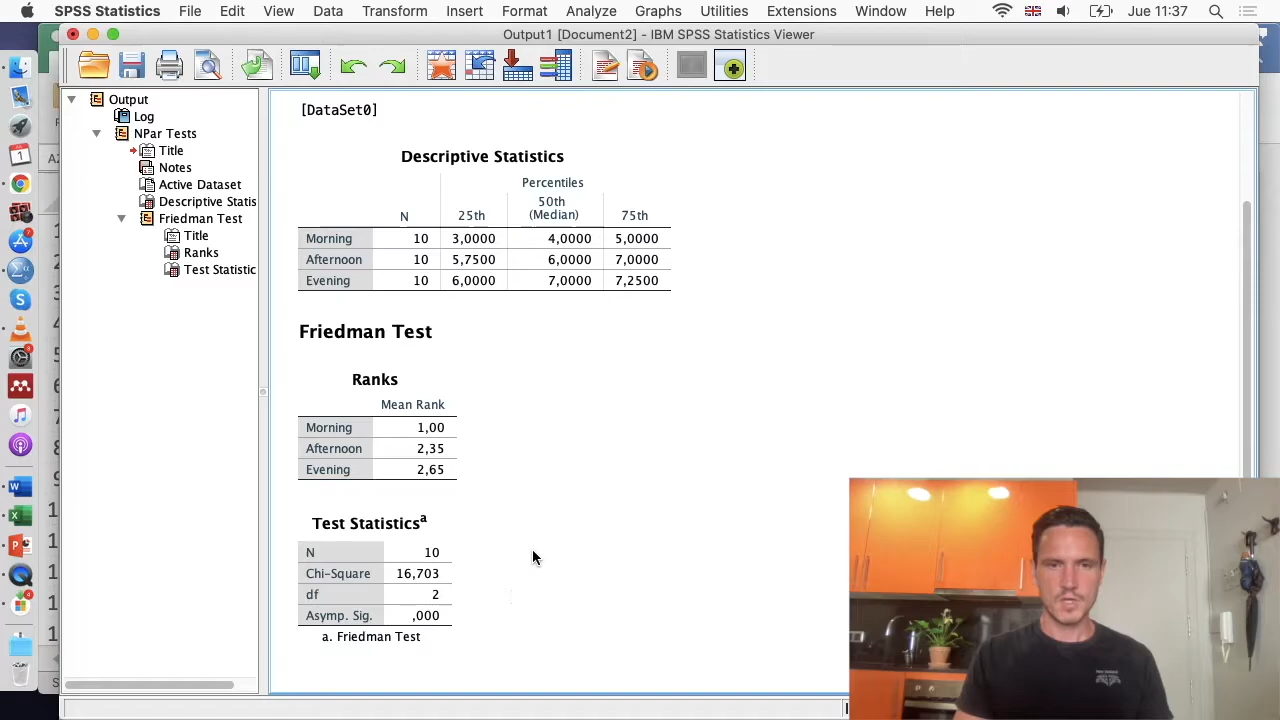 SPSS Statistics File Edit View Data Transform Insert Format Analyze Graphs Utilities Extensions Window Help Jue 11:37
Output1 [Document2] - IBM SPSS Statistics Viewer
Output
Log
NPar Tests
Title
Notes
Active Dataset
Descriptive Statis
Friedman Test
Title
Ranks
Test Statistic
[DataSet0]
Descriptive Statistics
Percentiles
N 25th 50th (Median) 75th
Morning 10 3,0000 4,0000 5,0000
Afternoon 10 5,7500 6,0000 7,0000
Evening 10 6,0000 7,0000 7,2500
Friedman Test
Ranks
Mean Rank
Morning 1,00
Afternoon 2,35
Evening 2,65
Test Statisticsa
N 10
Chi-Square 16,703
df 2
Asymp. Sig. ,000
a. Friedman Test